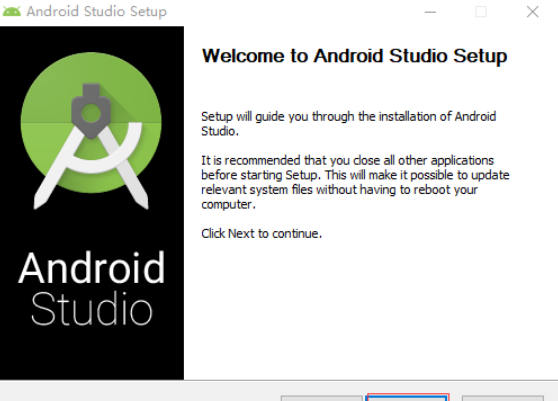 Android Studio Setup
Welcome to Android Studio Setup
Setup will guide you through the installation of Android
Studio.
It is recommended that you close all other applications
before starting Setup. This will make it possible to update
relevant system files without having to reboot your
computer.
Click Next to continue.
Android
Studio